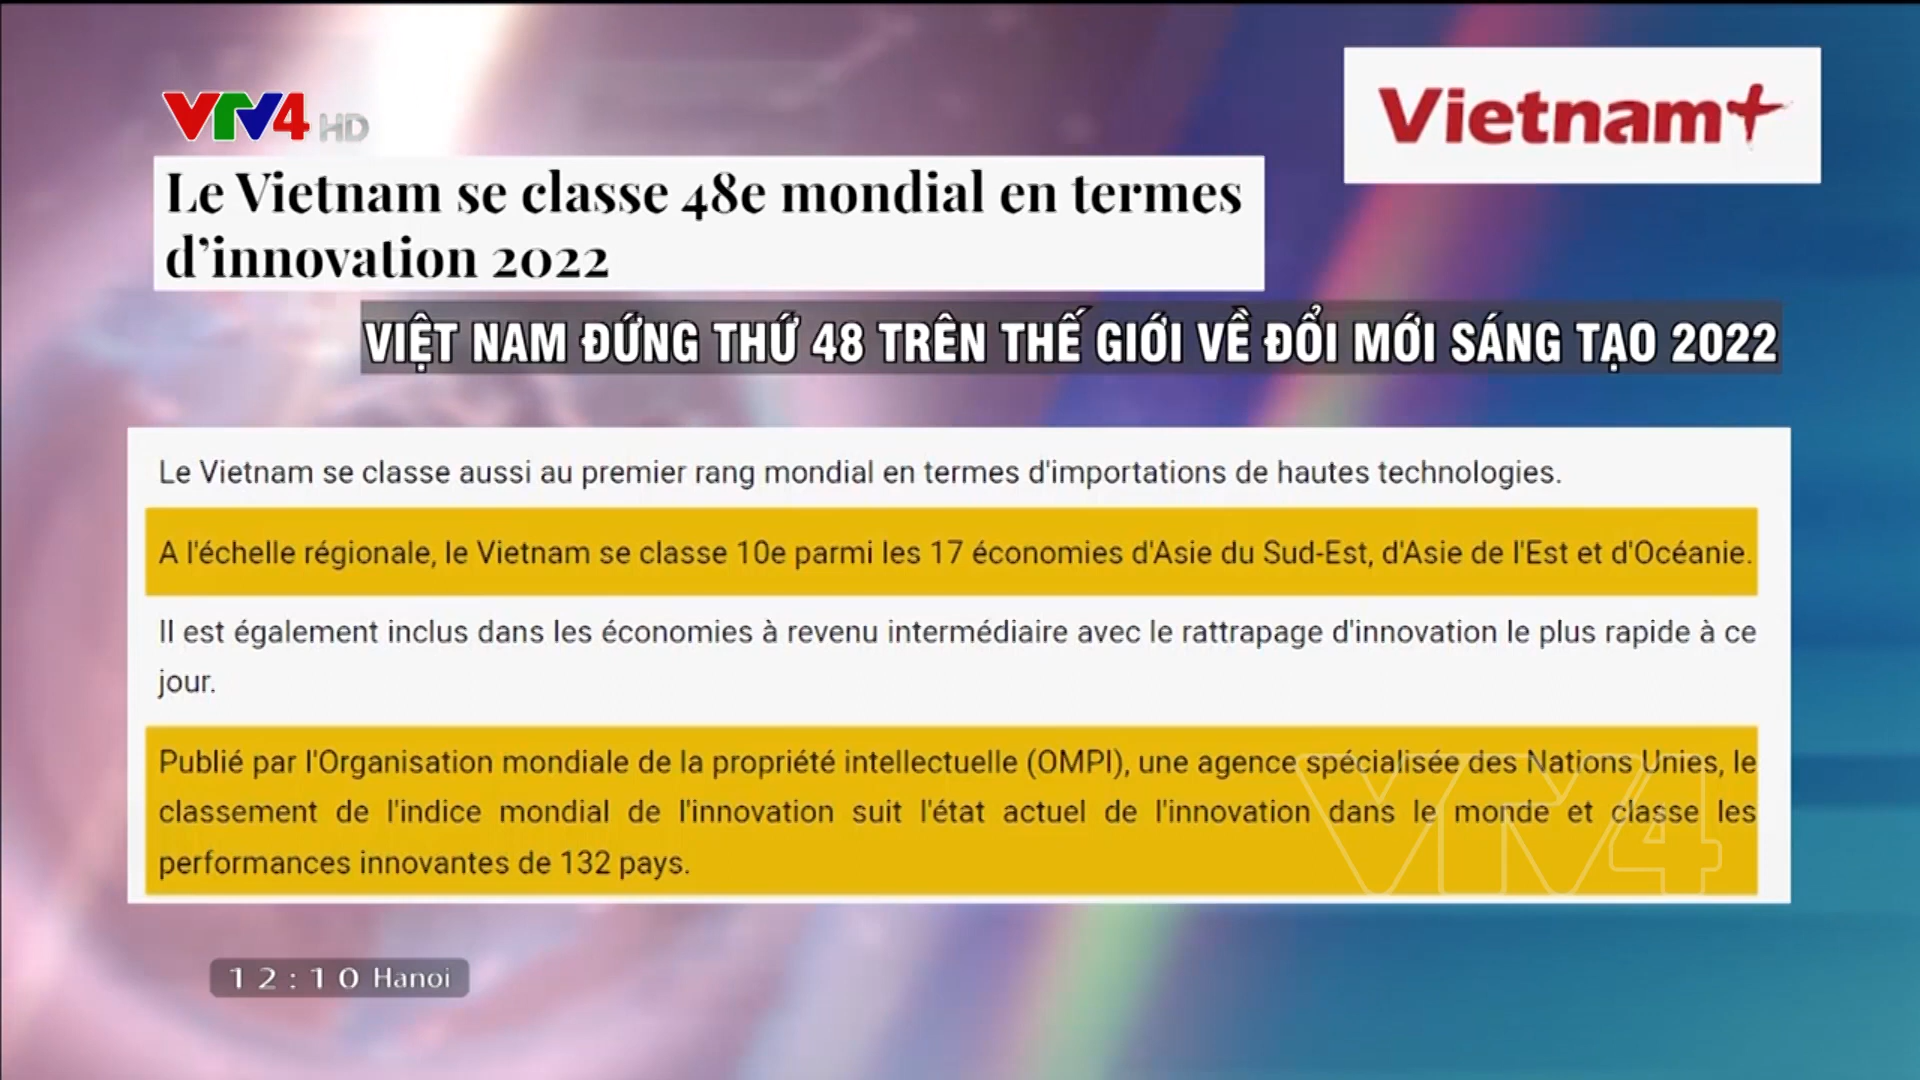 VTV4 HD
Vietnam+
Le Vietnam se classe 48e mondial en termes
d’innovation 2022
VIỆT NAM ĐỨNG THỨ 48 TRÊN THẾ GIỚI VỀ ĐỔI MỚI SÁNG TẠO 2022
Le Vietnam se classe aussi au premier rang mondial en termes d'importations de hautes technologies.
A l'échelle régionale, le Vietnam se classe 10e parmi les 17 économies d'Asie du Sud-Est, d'Asie de l'Est et d'Océanie.
Il est également inclus dans les économies à revenu intermédiaire avec le rattrapage d'innovation le plus rapide à ce
jour.
Publié par l'Organisation mondiale de la propriété intellectuelle (OMPI), une agence spécialisée des Nations Unies, le
classement de l'indice mondial de l'innovation suit l'état actuel de l'innovation dans le monde et classe les
performances innovantes de 132 pays.
VTV4
12:10 Hanoi